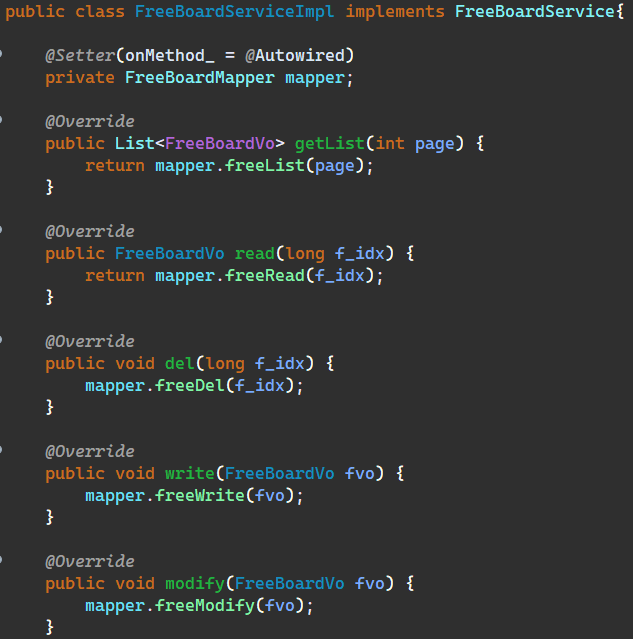 public class FreeBoardServiceImpl implements FreeBoardService{
@Setter(onMethod_ = @Autowired)
private FreeBoardMapper mapper;
@Override
public List<FreeBoardVo> getList(int page) {
return mapper.freeList(page);
}
@Override
public FreeBoardVo read(long f_idx) {
return mapper.freeRead(f_idx);
}
@Override
public void del(long f_idx) {
mapper.freeDel(f_idx);
}
@Override
public void write(FreeBoardVo fvo) {
mapper.freeWrite(fvo);
}
@Override
public void modify(FreeBoardVo fvo) {
mapper.freeModify(fvo);
}